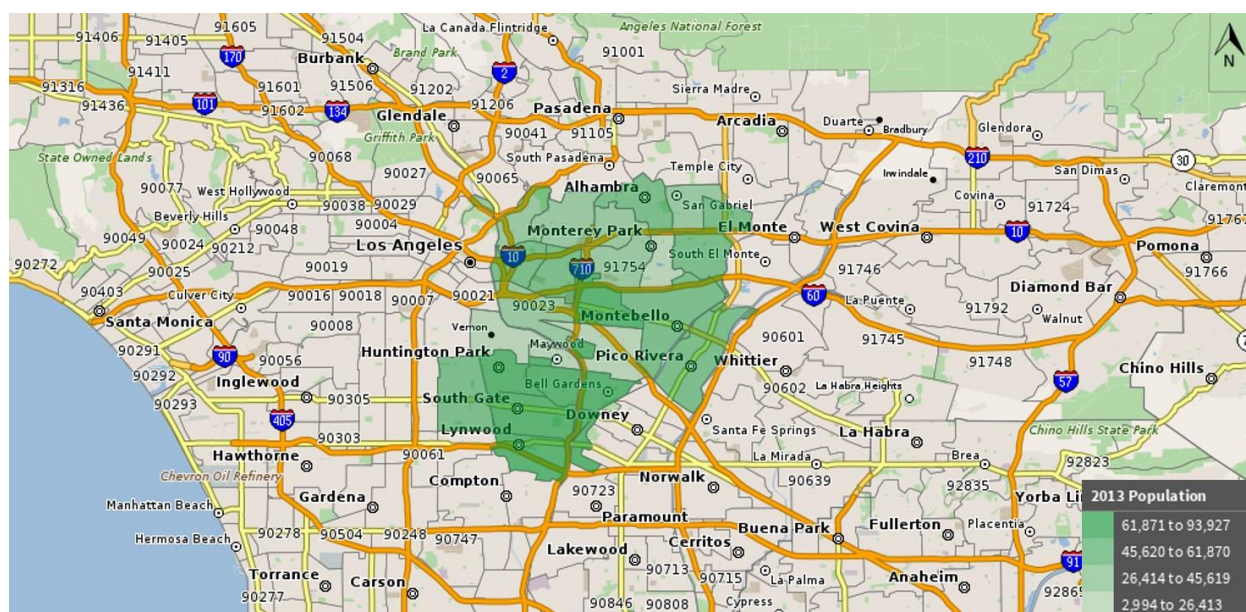 91605
La Canada Flintridge
Angeles National Forest
91406
91405
91504
Brand Park
91001
N
170
Burbank
91411
2
91316
91601
91506
91202
Sierra Madre
101
91602
134
91206
Pasadena
91436
Glendale
90041
91105
Arcadia
Duarte
Bradbury
Glendora
Griffith Park
State Owned Lands
90068
South Pasadena
Temple City
210
30
90077
90027
90065
Alhambra
Irwindale
San Dimas
West Hollywood
San Gabriel
Covina
Claremont
Beverly Hills
90038
90029
91724
90049
90048
90004
Monterey Park
El Monte
West Covina
10
91767
90024
90212
Los Angeles
10
South El Monte
Pomona
90272
90025
90019
710
91754
91746
91766
90403
Culver City
90016
90018
90007
90021
90023
60
La Puente
91792
Diamond Bar
Santa Monica
90008
Vernon
Montebello
Walnut
90601
91745
90291
90056
Huntington Park
Maywood
Pico Rivera
Whittier
91748
90292
90
Inglewood
90602
La Habra Heights
57
Chino Hills
90293
90305
South Gate
Bell Gardens
405
Downey
Santa Fe Springs
90303
Lynwood
La Habra
Chino Hills State Park
Hawthorne
90061
La Mirada
Brea
92823
Chevron Oil Refinery
Compton
Norwalk
90639
92835
Manhattan Beach
Gardena
90723
Paramount
Buena Park
Fullerton
Placentia
Hermosa Beach
90278
90504
90248
90747
Lakewood
Cerritos
91
Torrance
Carson
90713
90715
La Palma
Anaheim
90277
90846
90808
Cypress
2013 Population
61,871 to 93,927
45,620 to 61,870
26,414 to 45,619
2,994 to 26,413